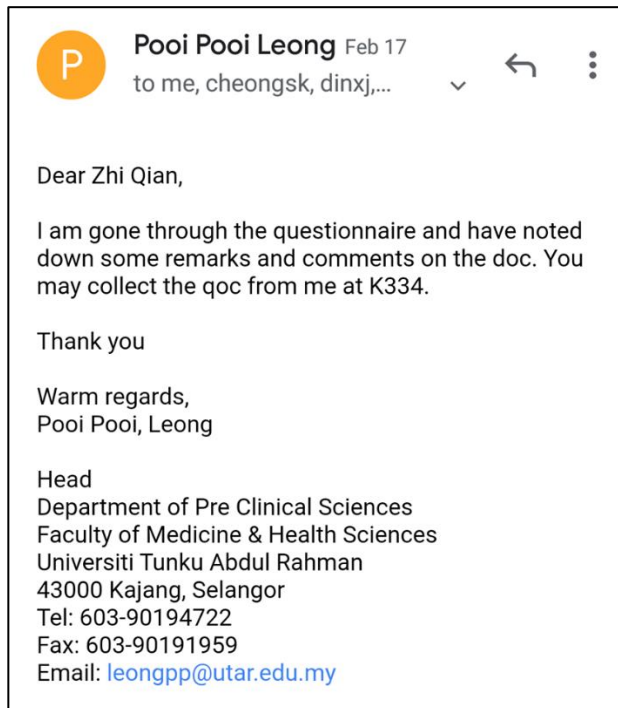 P
Pooi Pooi Leong Feb 17
to me, cheongsk, dinxj,...
Dear Zhi Qian,
I am gone through the questionnaire and have noted
down some remarks and comments on the doc. You
may collect the qoc from me at K334.
Thank you
Warm regards,
Pooi Pooi, Leong
Head
Department of Pre Clinical Sciences
Faculty of Medicine & Health Sciences
Universiti Tunku Abdul Rahman
43000 Kajang, Selangor
Tel: 603-90194722
Fax: 603-90191959
Email: leongpp@utar.edu.my